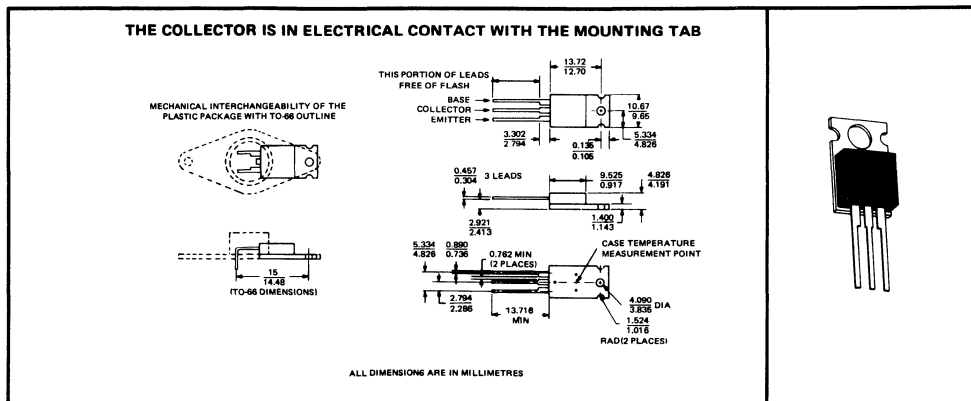 THE COLLECTOR IS IN ELECTRICAL CONTACT WITH THE MOUNTING TAB
MECHANICAL INTERCHANGEABILITY OF THE
PLASTIC PACKAGE WITH TO-66 OUTLINE
15
14.48
(TO-66 DIMENSIONS)
THIS PORTION OF LEADS
FREE OF FLASH
BASE
COLLECTOR
EMITTER
13.72
12.70
10.67
9.65
3.302
2.794
0.135
0.105
5.334
4.826
0.457
0.304
3 LEADS
9.525
0.917
4.826
4.191
2.921
2.413
1.400
1.143
5.334
4.826
0.890
0.736
0.762 MIN
(2 PLACES)
CASE TEMPERATURE
MEASUREMENT POINT
2.794
2.286
13.716
MIN
4.090
3.835
DIA
1.524
1.016
RAD(2 PLACES)
ALL DIMENSIONS ARE IN MILLIMETRES